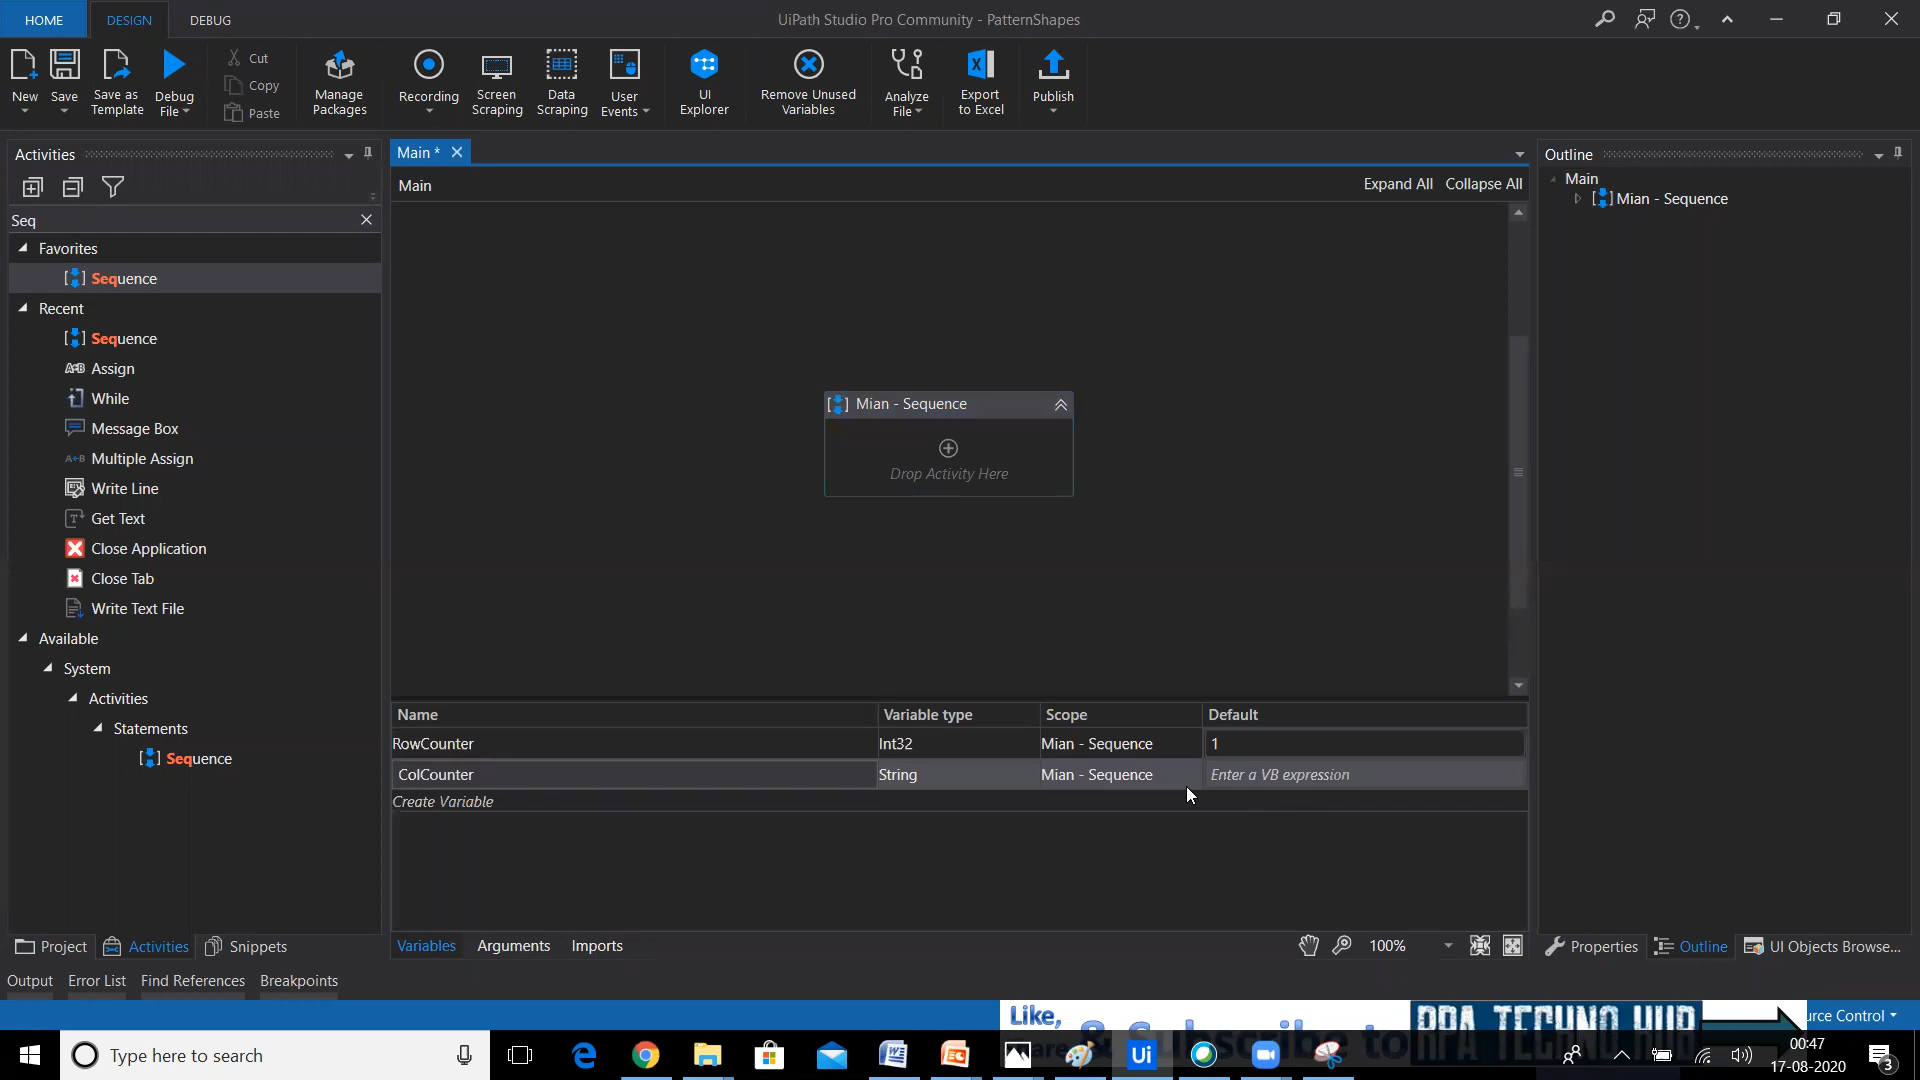 HOME
DESIGN
DEBUG
UiPath Studio Pro Community - PatternShapes
New
Save
Save as
Template
Debug
File
Cut
Copy
Paste
Manage
Packages
Recording
Screen
Scraping
Data
Scraping
User
Events
UI
Explorer
Remove Unused
Variables
Analyze
File
Export
to Excel
Publish
Activities
Seq
Favorites
Sequence
Recent
Sequence
Assign
While
Message Box
Multiple Assign
Write Line
Get Text
Close Application
Close Tab
Write Text File
Available
System
Activities
Statements
Sequence
Main *
Main
Expand All
Collapse All
Mian - Sequence
Drop Activity Here
Name
Variable type
Scope
Default
RowCounter
Int32
Mian - Sequence
1
ColCounter
String
Mian - Sequence
Enter a VB expression
Create Variable
Variables
Arguments
Imports
100%
Outline
Main
Mian - Sequence
Project
Activities
Snippets
Properties
Outline
UI Objects Browse...
Output
Error List
Find References
Breakpoints
Like,
& Subscribe to
RPA TECHNO HUB
urce Control
Type here to search
00:47
17-08-2020
3